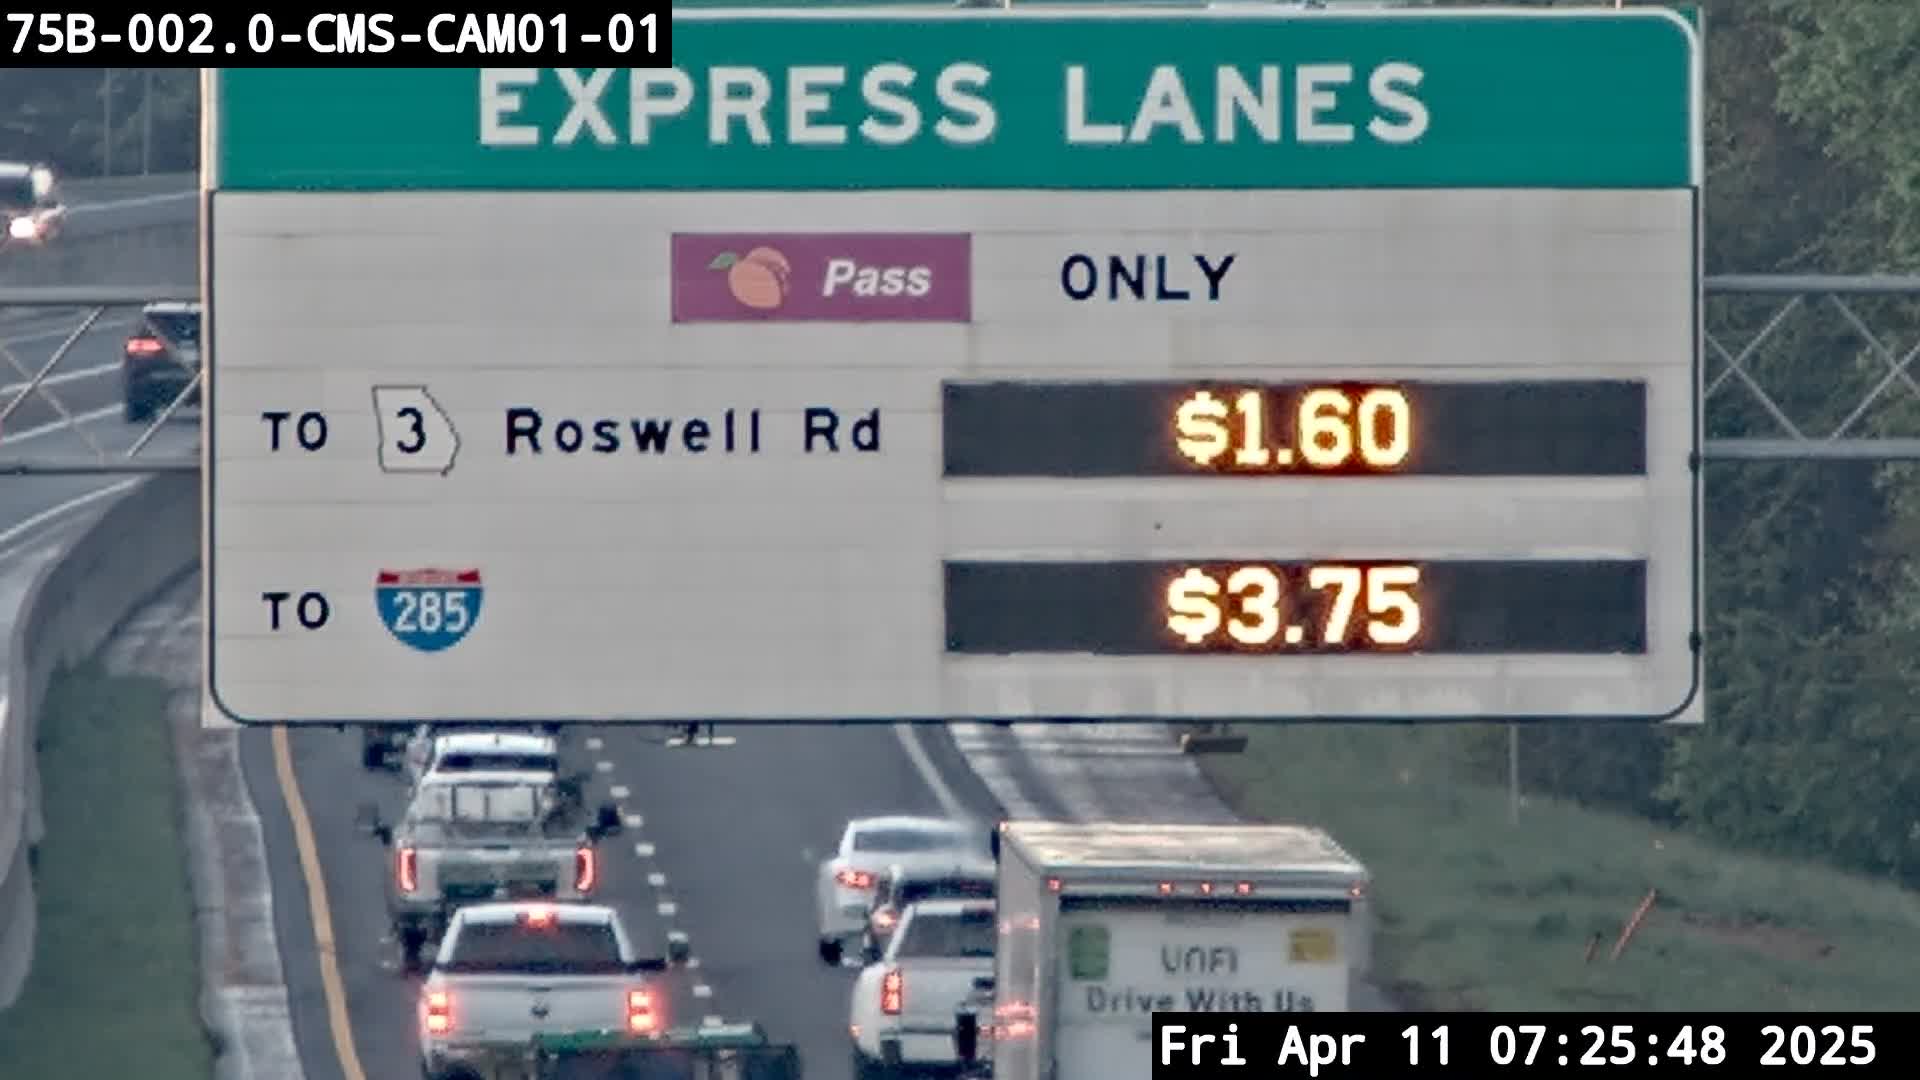 75B-002.0-CMS-CAM01-01
EXPRESS LANES
Pass ONLY
TO 3 Roswell Rd $1.60
TO 285 $3.75
UNFI
Drive With Us
Fri Apr 11 07:25:48 2025